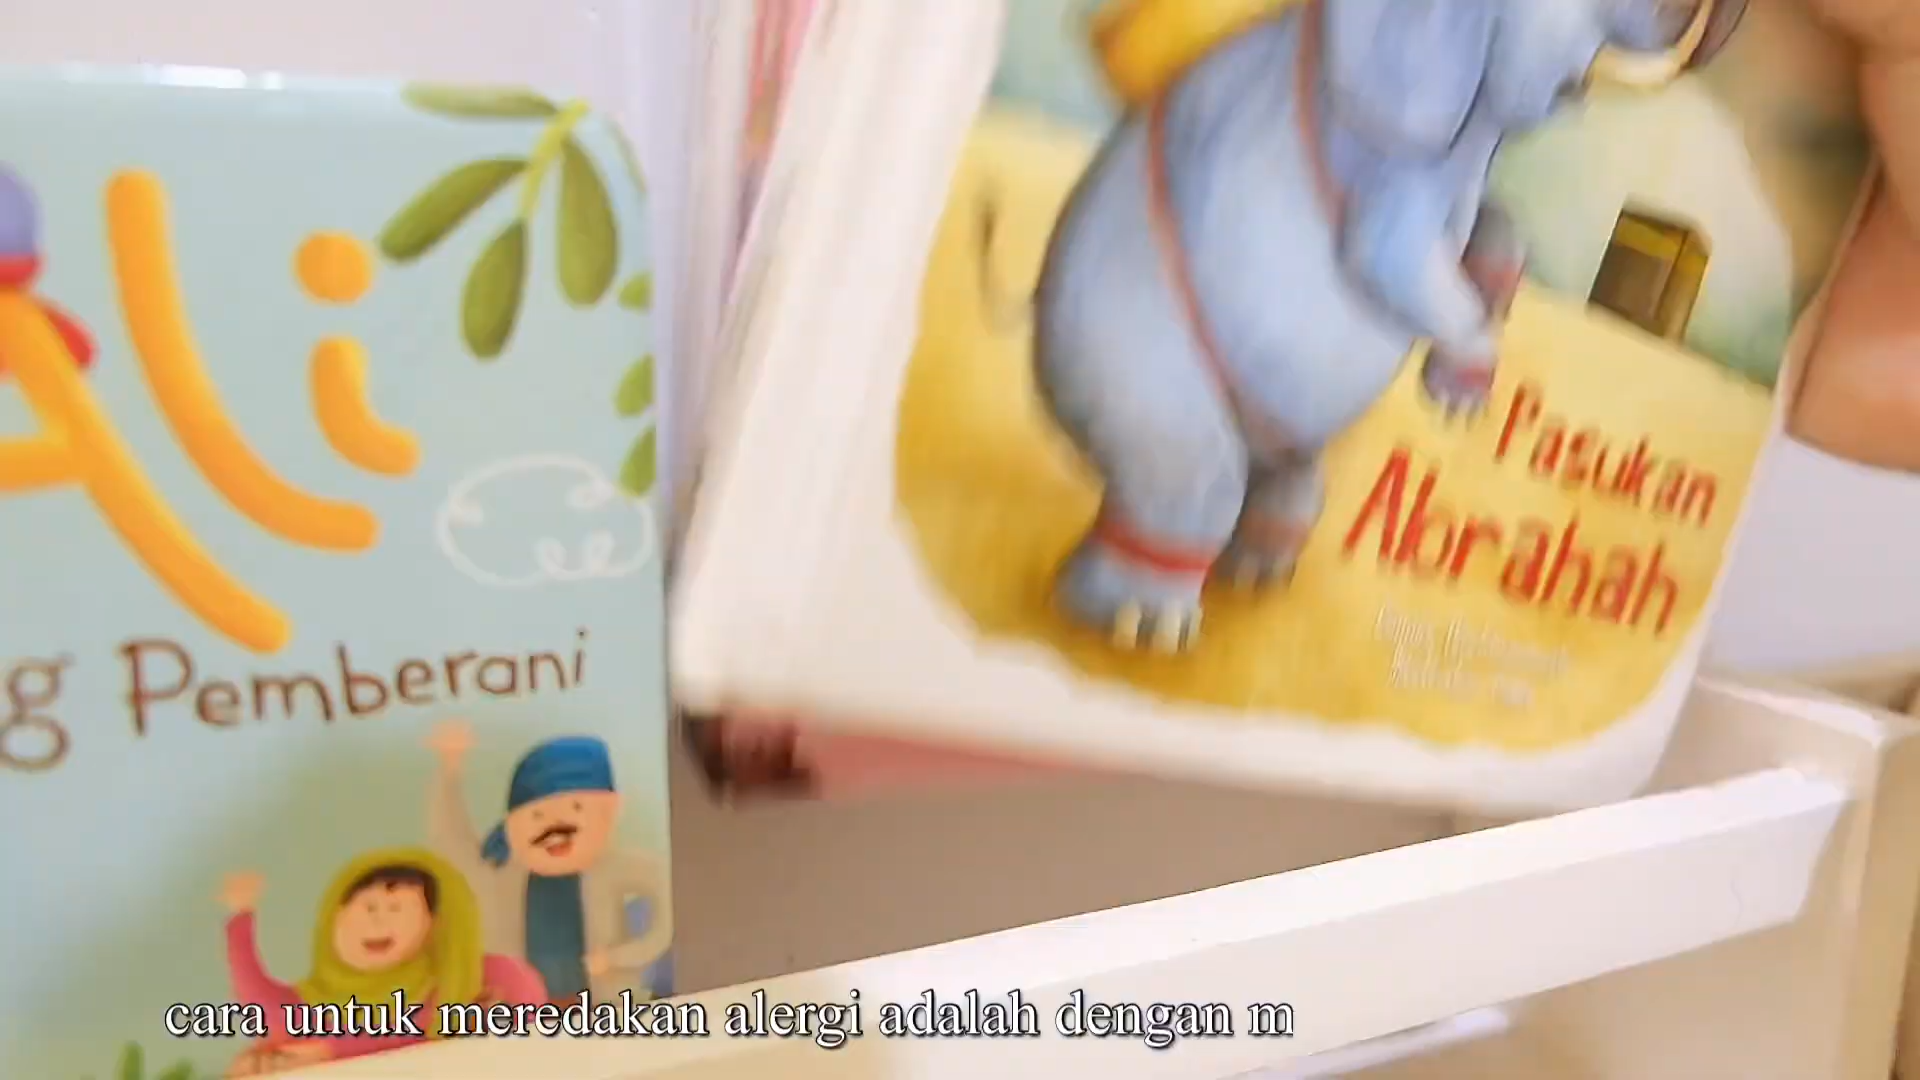 Ali
g Pemberani
Pasukan
Abrahah
cara untuk meredakan alergi adalah dengan m